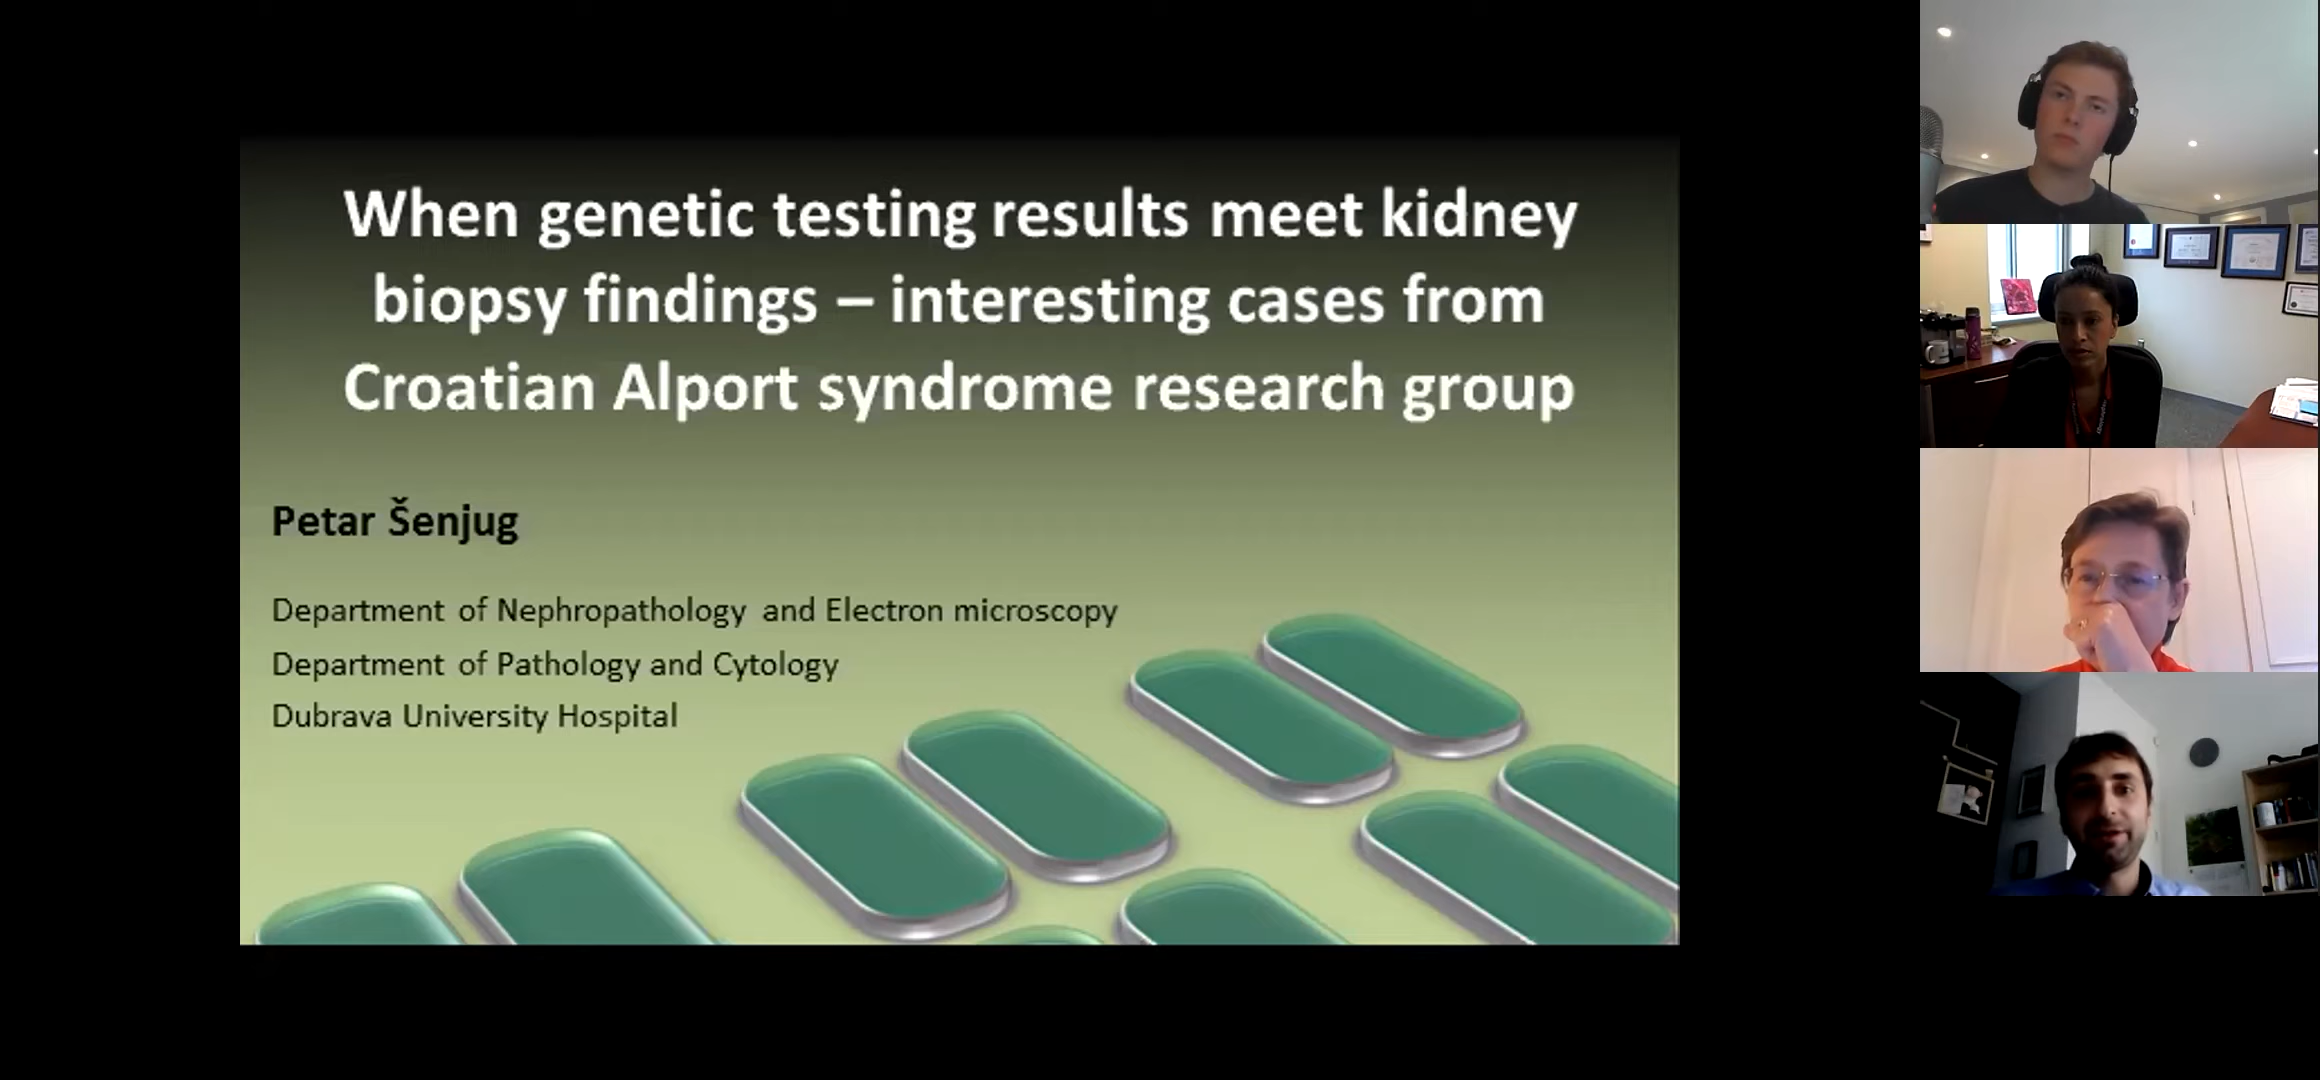 When genetic testing results meet kidney
biopsy findings – interesting cases from
Croatian Alport syndrome research group
Petar Šenjug
Department of Nephropathology and Electron microscopy
Department of Pathology and Cytology
Dubrava University Hospital